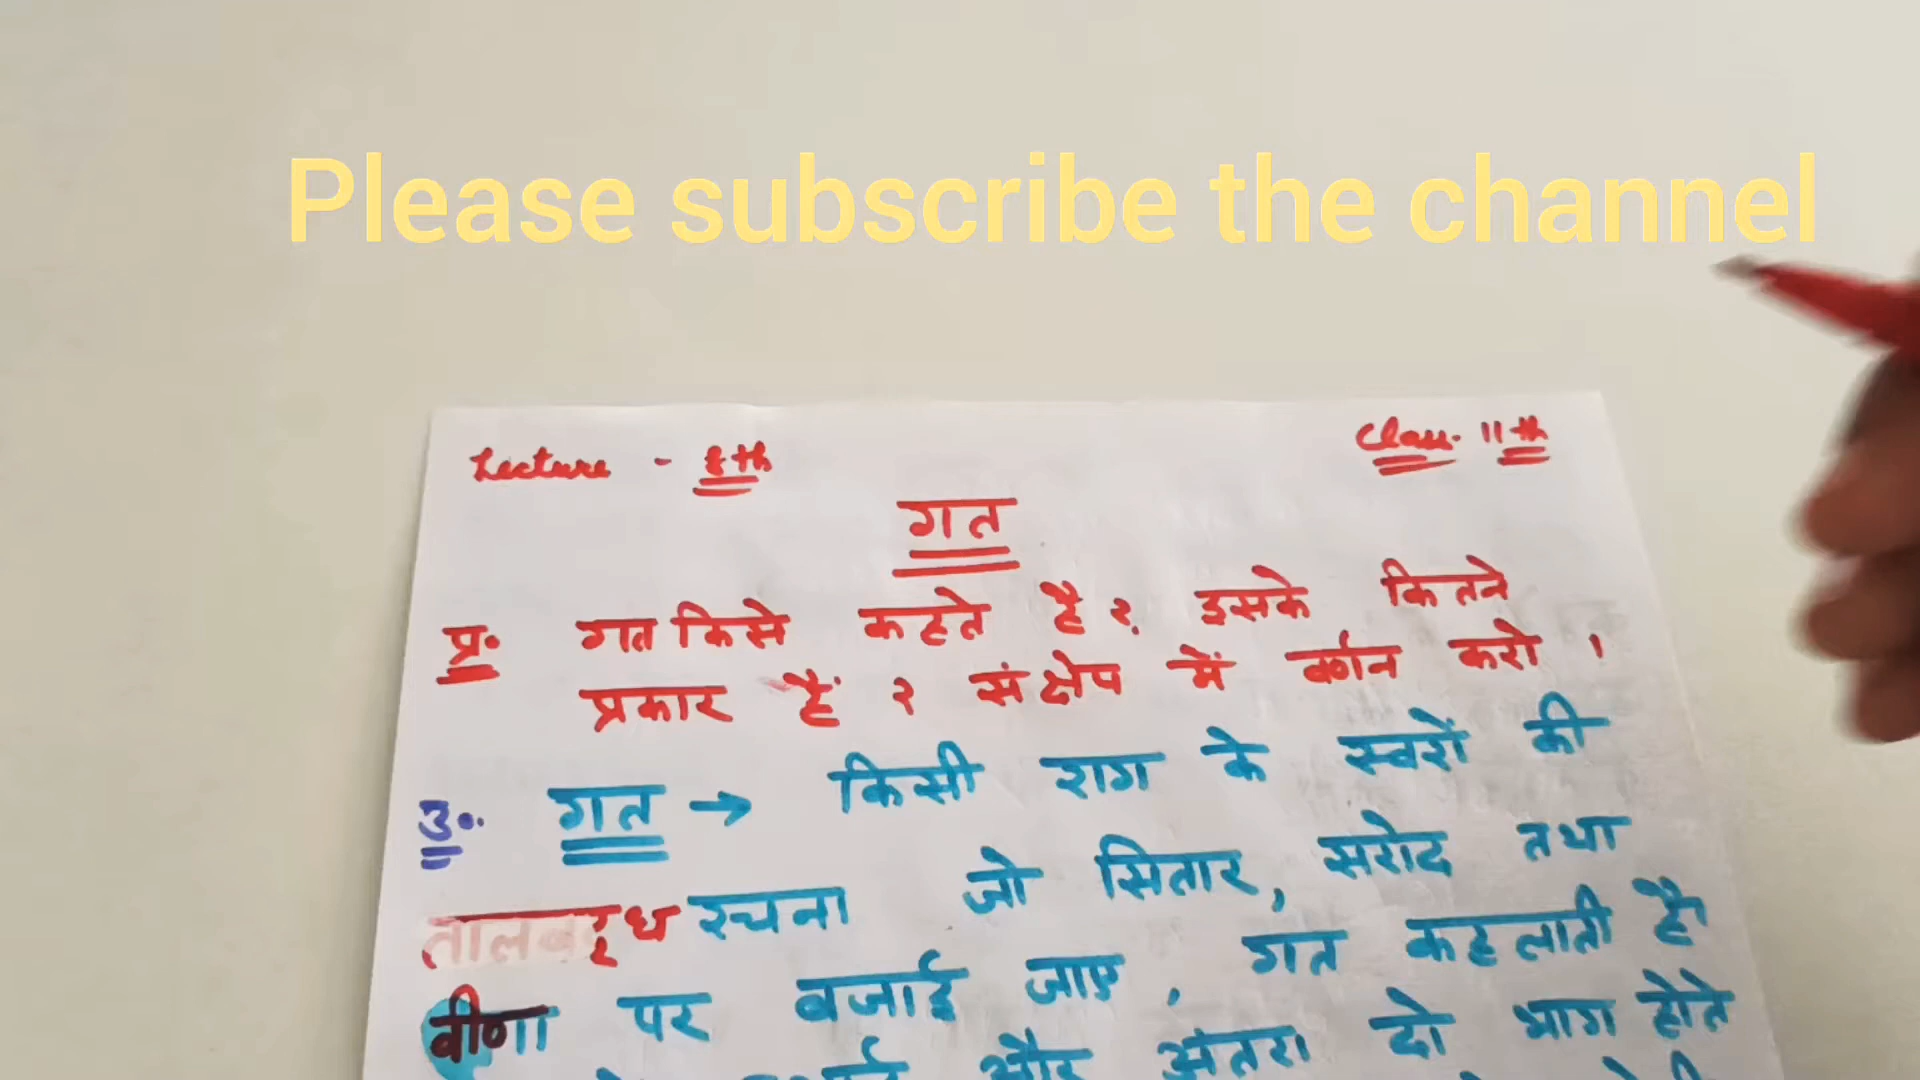 Please subscribe the channel
Lecture - 8th
Class. 11th
गत
प्र. गत किसे कहते है ? इसके कितने
प्रकार हैं ? संक्षेप में वर्णन करो ।
उ. गत → किसी राग के स्वरों की
तालबद्ध रचना जो सितार, सरोद तथा
वीणा पर बजाई जाए , गत कहलाती है।
और अंतरा दो भाग होते